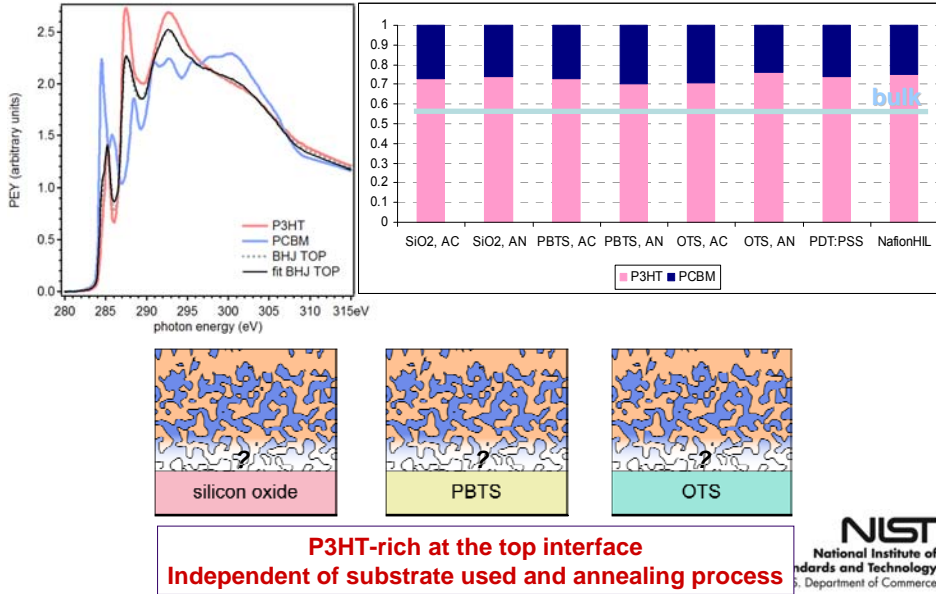 2.5
2.0
1.5
1.0
0.5
0.0
PEY (arbitrary units)
P3HT
PCBM
BHJ TOP
fit BHJ TOP
280 285 290 295 300 305 310 315eV
photon energy (eV)
1
0.9
0.8
0.7
0.6
0.5
0.4
0.3
0.2
0.1
0
bulk
SiO2, AC SiO2, AN PBTS, AC PBTS, AN OTS, AC OTS, AN PDT:PSS NafionHIL
P3HT PCBM
? ? ?
silicon oxide PBTS OTS
P3HT-rich at the top interface
Independent of substrate used and annealing process
NIST
National Institute of
ndards and Technology
S. Department of Commerce